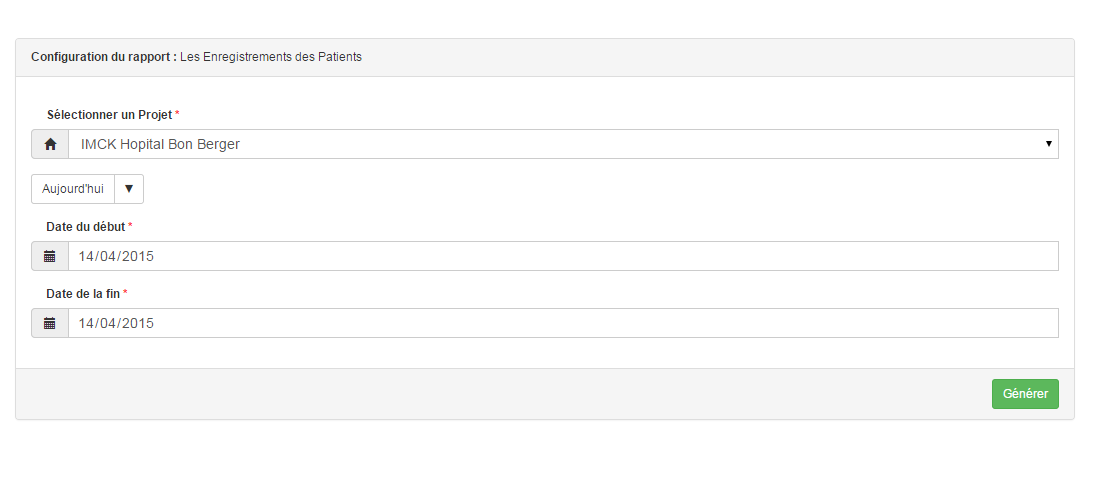 Configuration du rapport : Les Enregistrements des Patients
Sélectionner un Projet *
IMCK Hopital Bon Berger
Aujourd'hui
Date du début *
14/04/2015
Date de la fin *
14/04/2015
Générer